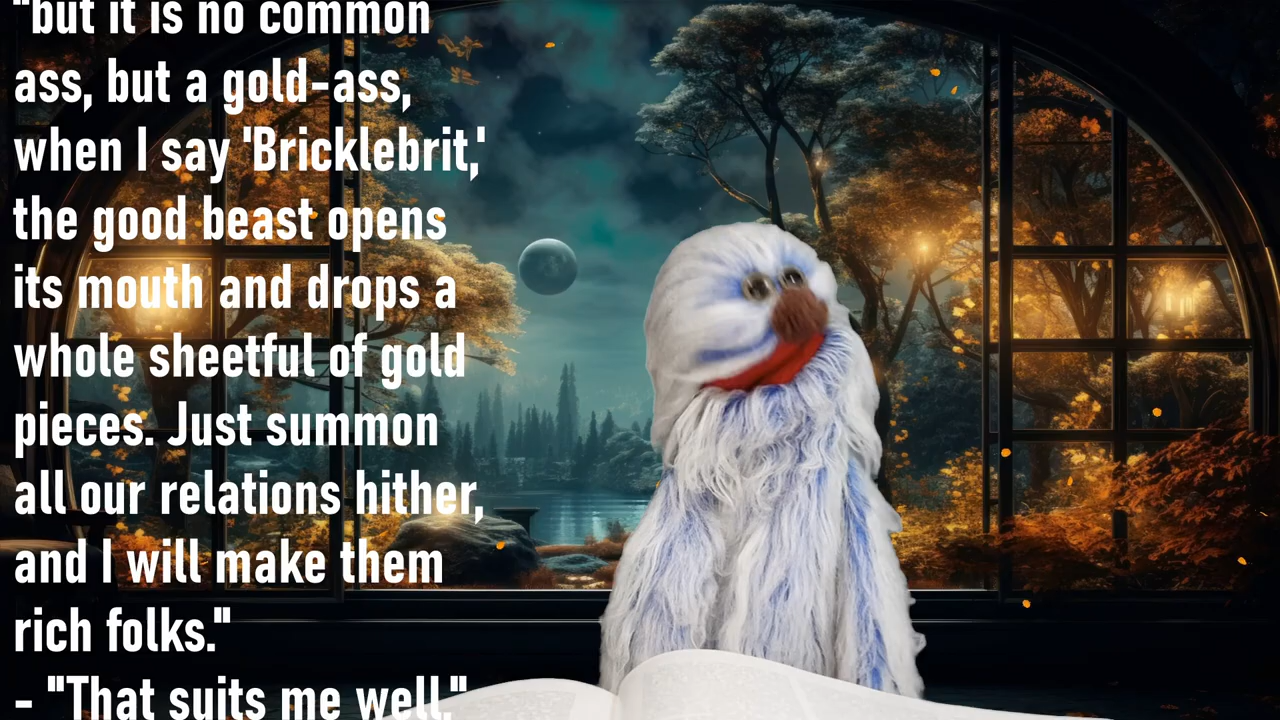 "but it is no common
ass, but a gold-ass,
when I say 'Bricklebrit,'
the good beast opens
its mouth and drops a
whole sheetful of gold
pieces. Just summon
all our relations hither,
and I will make them
rich folks."
- "That suits me well,"